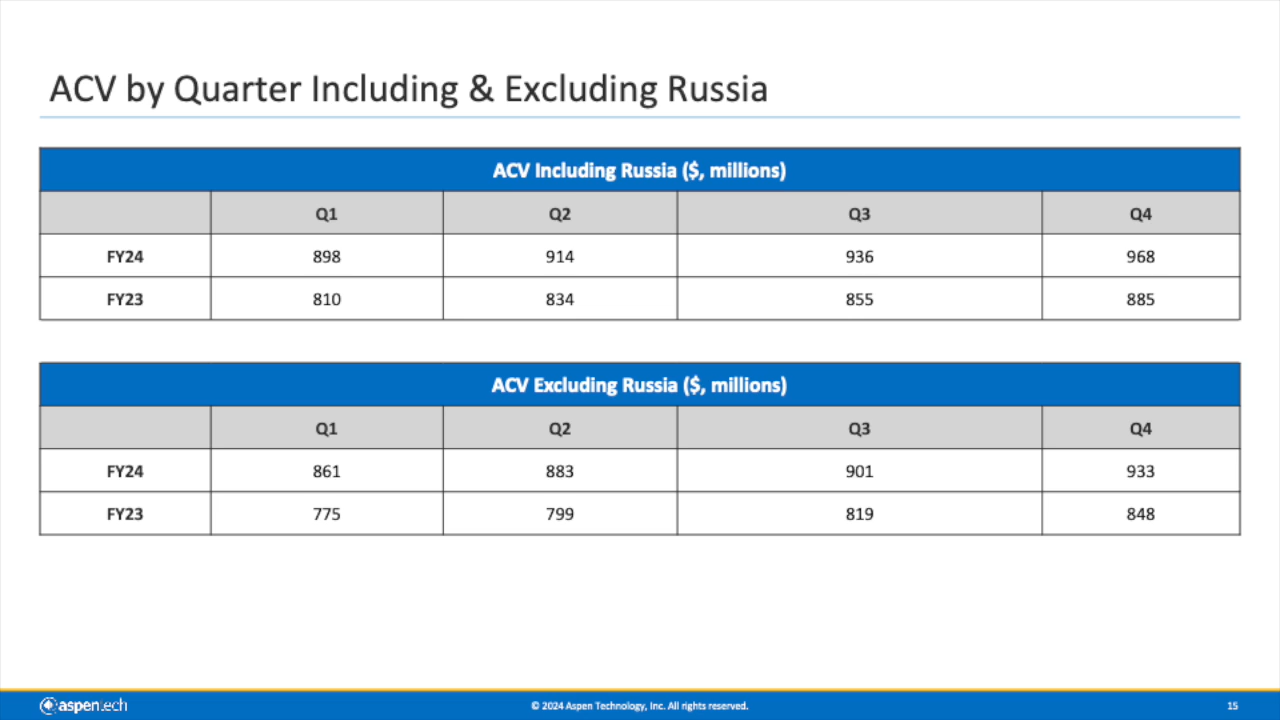 ACV by Quarter Including & Excluding Russia
ACV Including Russia ($, millions)
Q1 Q2 Q3 Q4
FY24 898 914 936 968
FY23 810 834 855 885
ACV Excluding Russia ($, millions)
Q1 Q2 Q3 Q4
FY24 861 883 901 933
FY23 775 799 819 848
aspentech © 2024 Aspen Technology, Inc. All rights reserved. 15